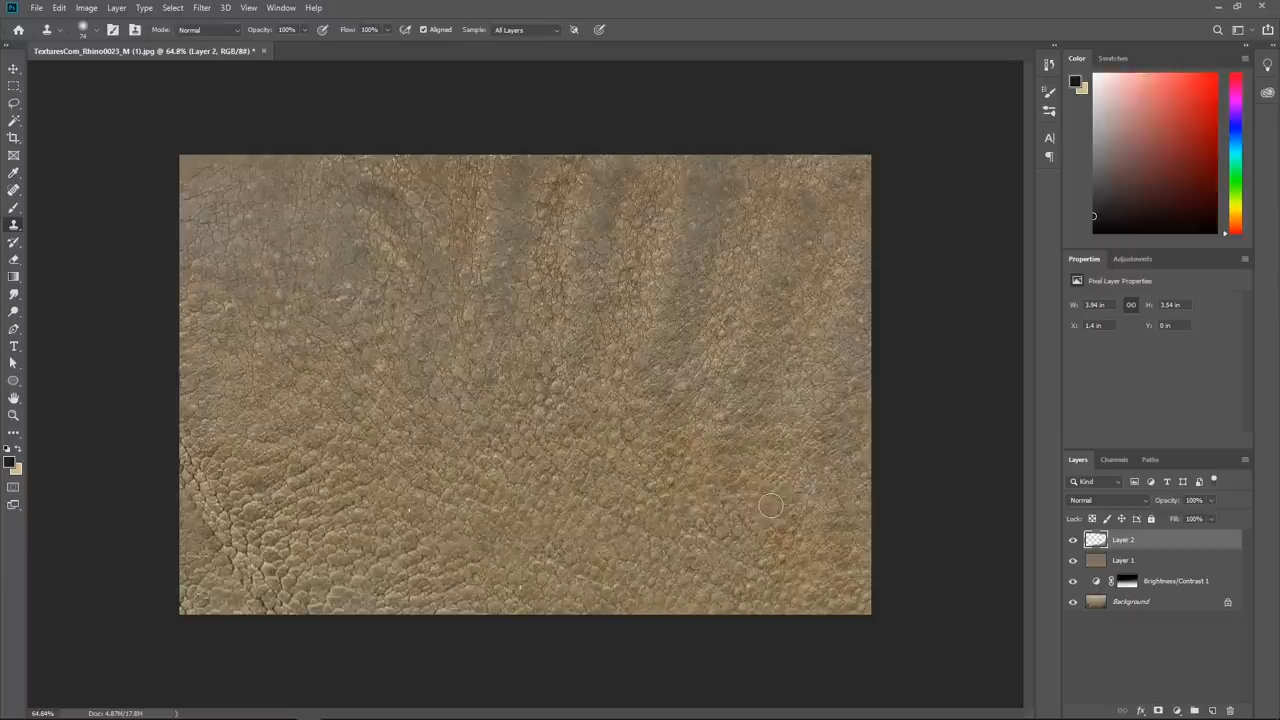 Ps File Edit Image Layer Type Select Filter 3D View Window Help
74 Mode: Normal Opacity: 100% Flow: 100% Aligned Sample: All Layers
TexturesCom_Rhino0023_M (1).jpg @ 64.8% (Layer 2, RGB/8#) *
Color Swatches
Properties Adjustments
Pixel Layer Properties
W: 3.94 in H: 3.54 in
X: 1.4 in Y: 0 in
Layers Channels Paths
Kind
Normal Opacity: 100%
Lock: Fill: 100%
Layer 2
Layer 1
Brightness/Contrast 1
Background
64.84% Doc: 4.87M/17.8M